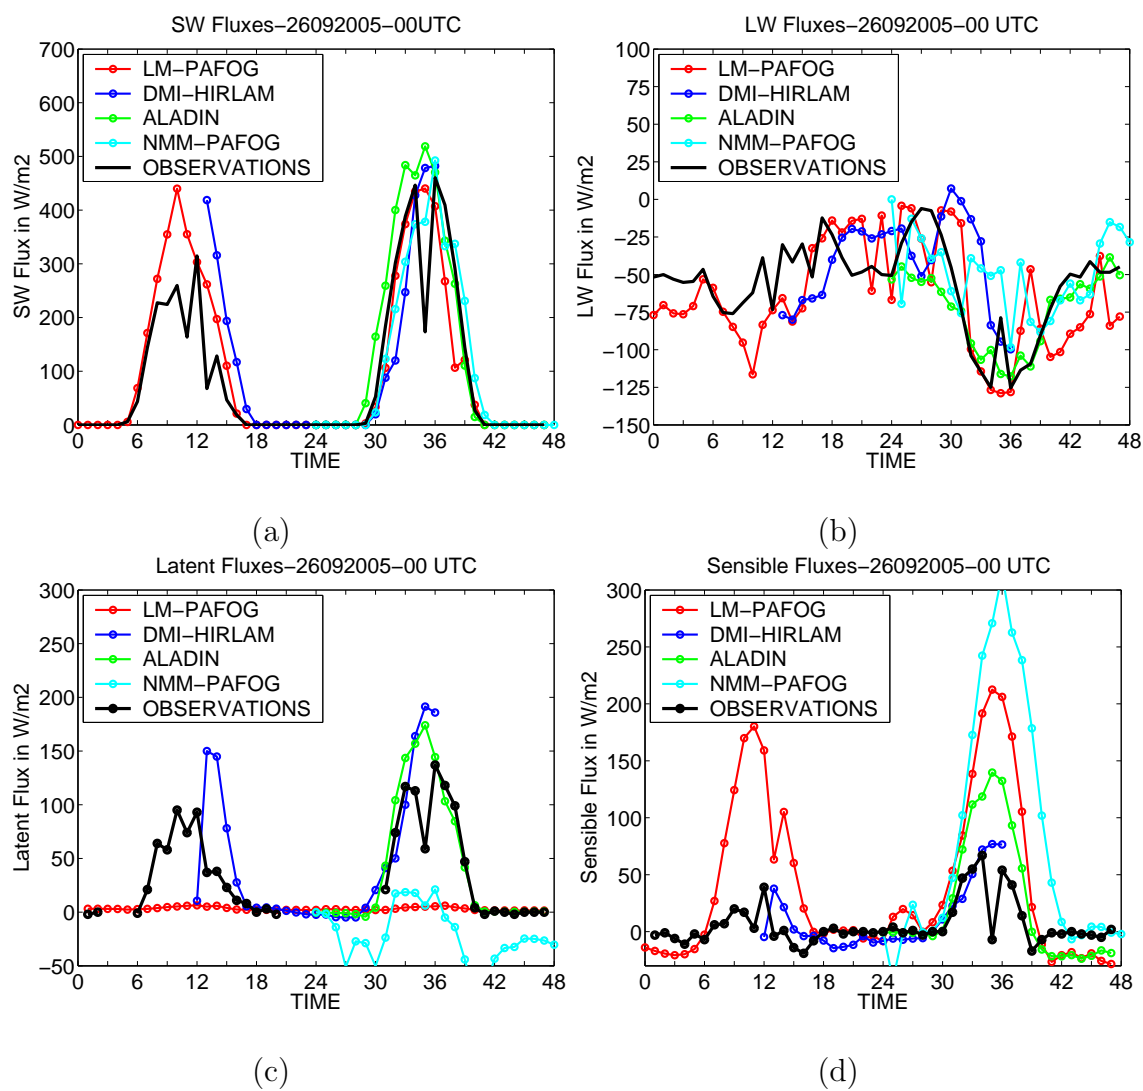 SW Fluxes−26092005−00UTC
700
600
500
400
300
200
100
0
SW Flux in W/m2
LM−PAFOG
DMI−HIRLAM
ALADIN
NMM−PAFOG
OBSERVATIONS
0 6 12 18 24 30 36 42 48
TIME
(a)
LW Fluxes−26092005−00 UTC
100
75
50
25
0
−25
−50
−75
−100
−125
−150
LW Flux in W/m2
LM−PAFOG
DMI−HIRLAM
ALADIN
NMM−PAFOG
OBSERVATIONS
0 6 12 18 24 30 36 42 48
TIME
(b)
Latent Fluxes−26092005−00 UTC
300
250
200
150
100
50
0
−50
Latent Flux in W/m2
LM−PAFOG
DMI−HIRLAM
ALADIN
NMM−PAFOG
OBSERVATIONS
0 6 12 18 24 30 36 42 48
TIME
(c)
Sensible Fluxes−26092005−00 UTC
300
250
200
150
100
50
0
Sensible Flux in W/m2
LM−PAFOG
DMI−HIRLAM
ALADIN
NMM−PAFOG
OBSERVATIONS
0 6 12 18 24 30 36 42 48
TIME
(d)